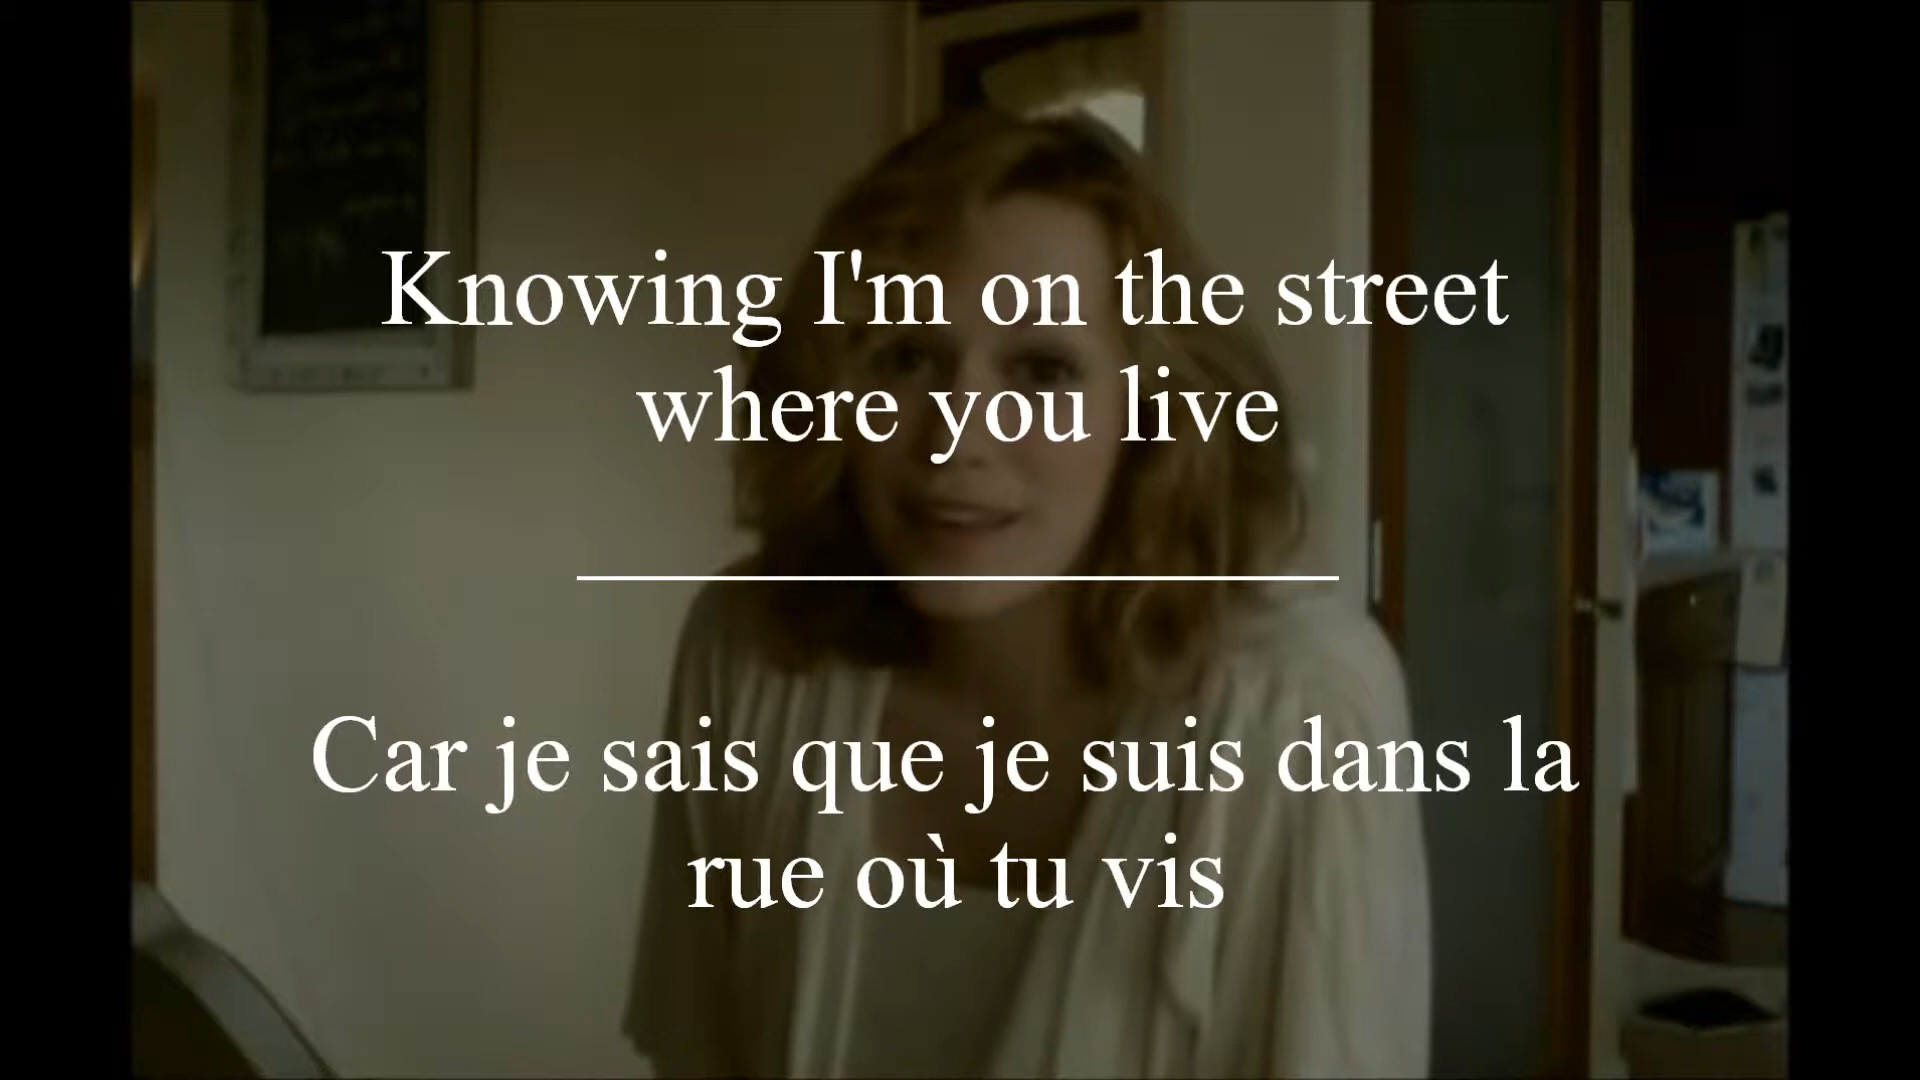 Knowing I'm on the street
where you live
Car je sais que je suis dans la
rue où tu vis